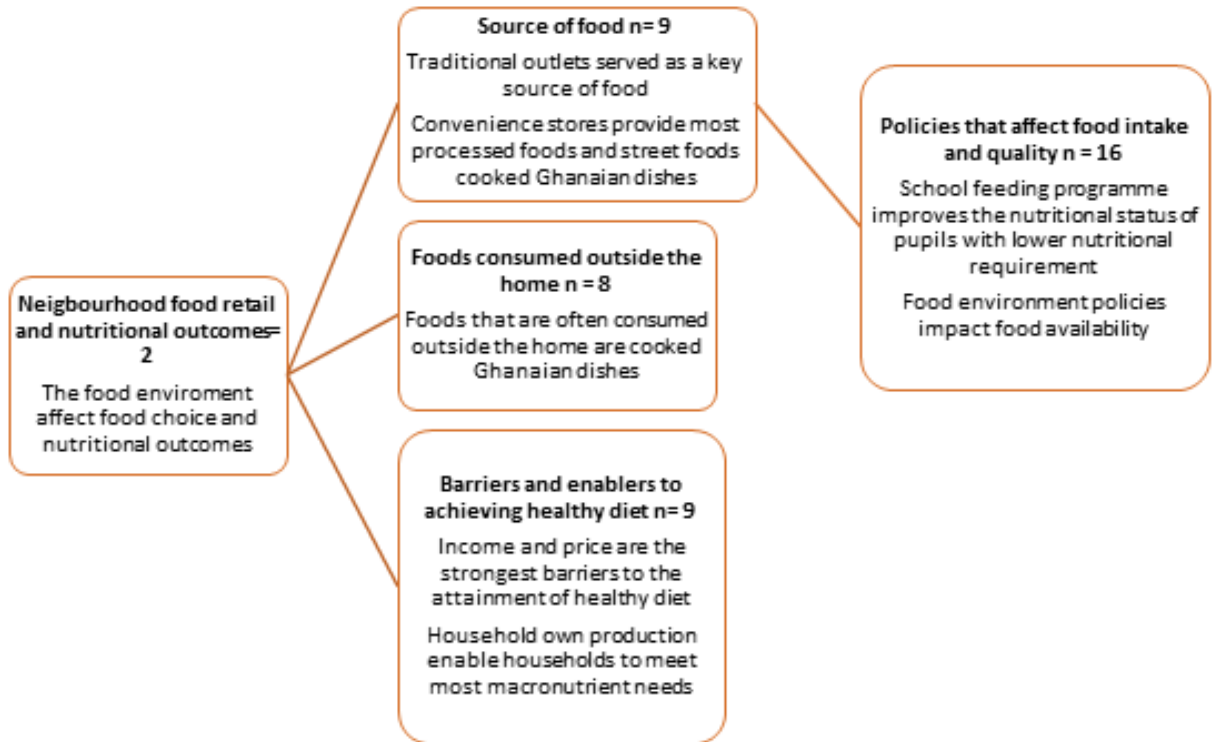 Neigbourhood food retail
and nutritional outcomes=
2
The food enviroment
affect food choice and
nutritional outcomes
Source of food n= 9
Traditional outlets served as a key
source of food
Convenience stores provide most
processed foods and street foods
cooked Ghanaian dishes
Foods consumed outside the
home n = 8
Foods that are often consumed
outside the home are cooked
Ghanaian dishes
Barriers and enablers to
achieving healthy diet n= 9
Income and price are the
strongest barriers to the
attainment of healthy diet
Household own production
enable households to meet
most macronutrient needs
Policies that affect food intake
and quality n = 16
School feeding programme
improves the nutritional status of
pupils with lower nutritional
requirement
Food environment policies
impact food availability